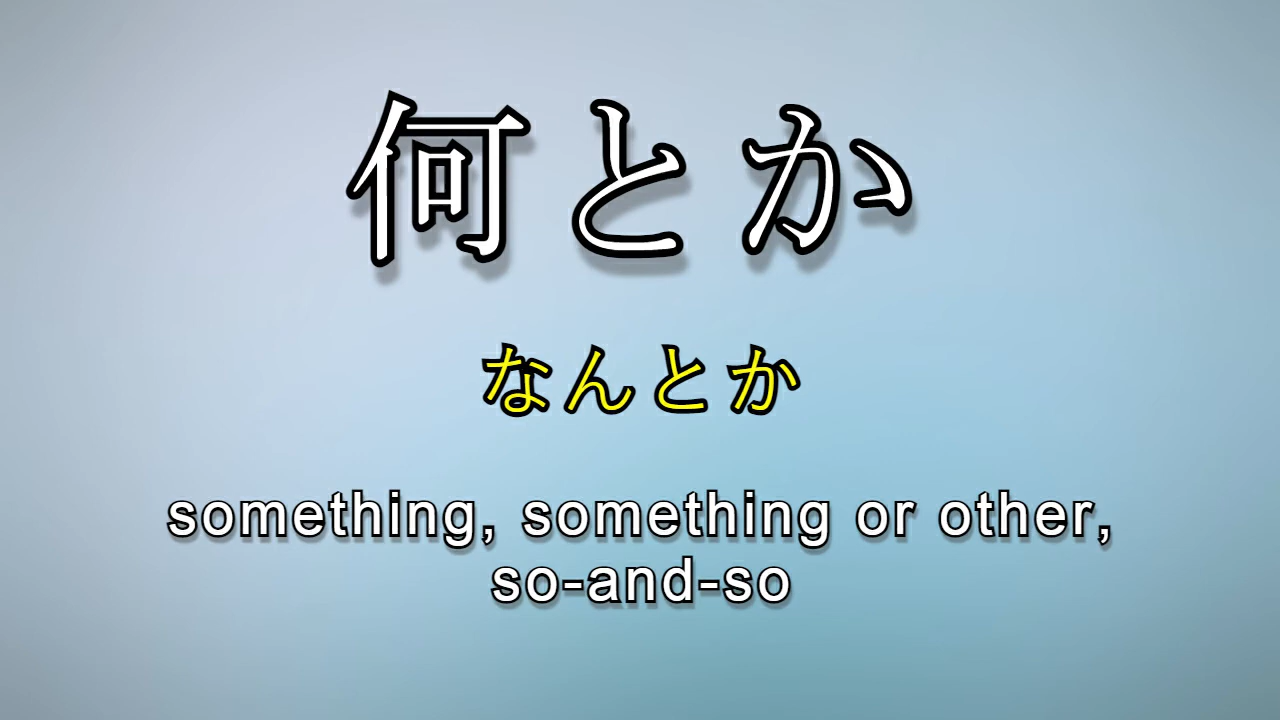 何とか
なんとか
something, something or other,
so-and-so